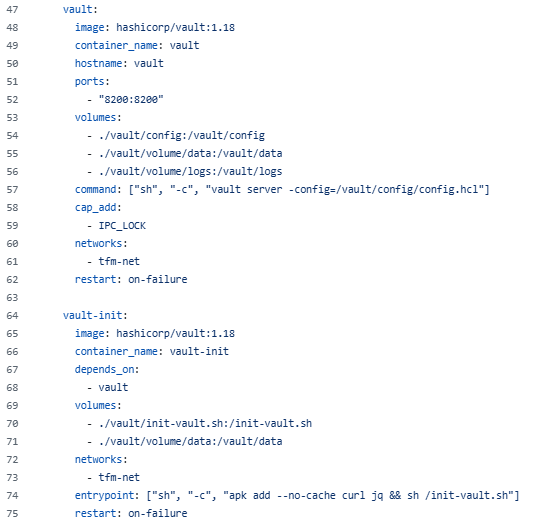 47 vault:
48 image: hashicorp/vault:1.18
49 container_name: vault
50 hostname: vault
51 ports:
52 - "8200:8200"
53 volumes:
54 - ./vault/config:/vault/config
55 - ./vault/volume/data:/vault/data
56 - ./vault/volume/logs:/vault/logs
57 command: ["sh", "-c", "vault server -config=/vault/config/config.hcl"]
58 cap_add:
59 - IPC_LOCK
60 networks:
61 - tfm-net
62 restart: on-failure
63
64 vault-init:
65 image: hashicorp/vault:1.18
66 container_name: vault-init
67 depends_on:
68 - vault
69 volumes:
70 - ./vault/init-vault.sh:/init-vault.sh
71 - ./vault/volume/data:/vault/data
72 networks:
73 - tfm-net
74 entrypoint: ["sh", "-c", "apk add --no-cache curl jq && sh /init-vault.sh"]
75 restart: on-failure